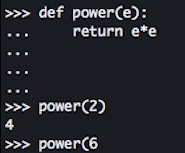 >>> def power(e):
...     return e*e
...
...
...
>>> power(2)
4
>>> power(6